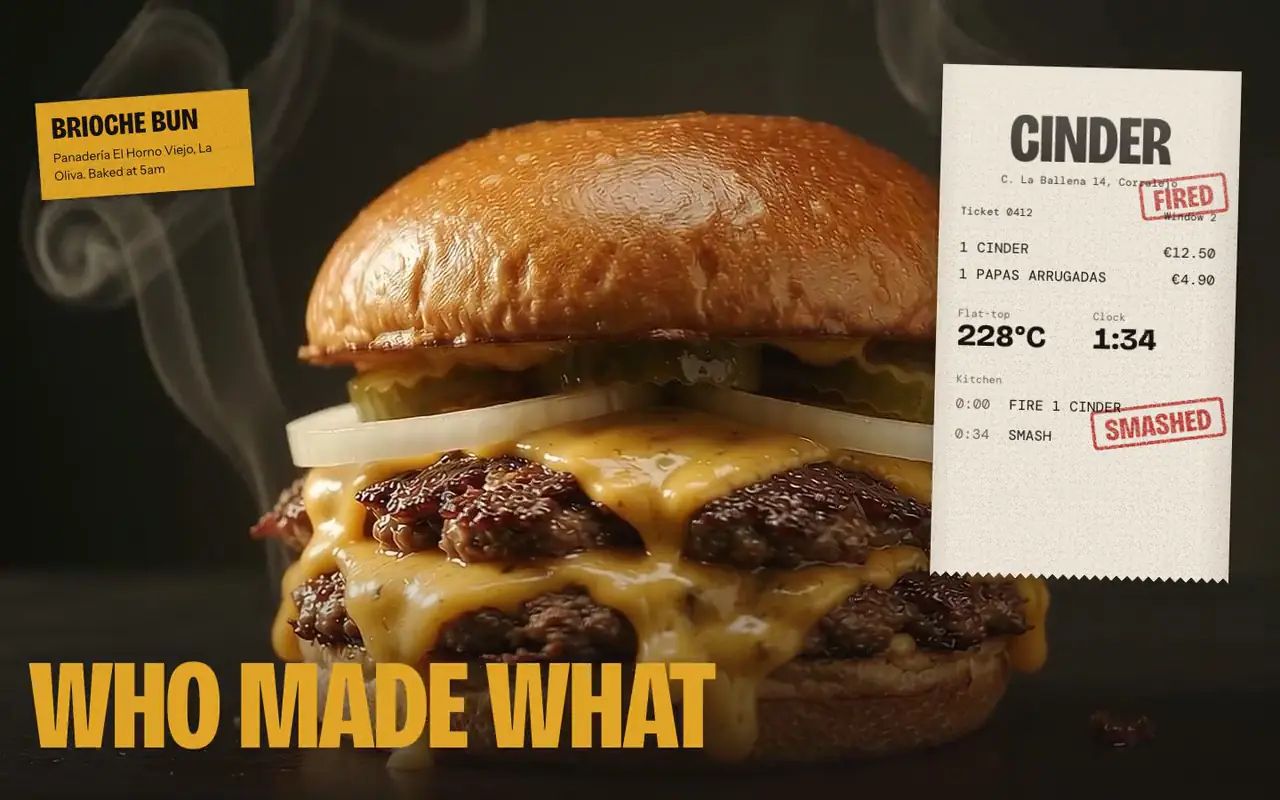 BRIOCHE BUN
Panadería El Horno Viejo, La
Oliva. Baked at 5am
CINDER
C. La Ballena 14, Corralejo
FIRED
Ticket 0412
Window 2
1 CINDER €12.50
1 PAPAS ARRUGADAS €4.90
Flat-top Clock
228°C 1:34
Kitchen
0:00 FIRE 1 CINDER
0:34 SMASH
SMASHED
WHO MADE WHAT